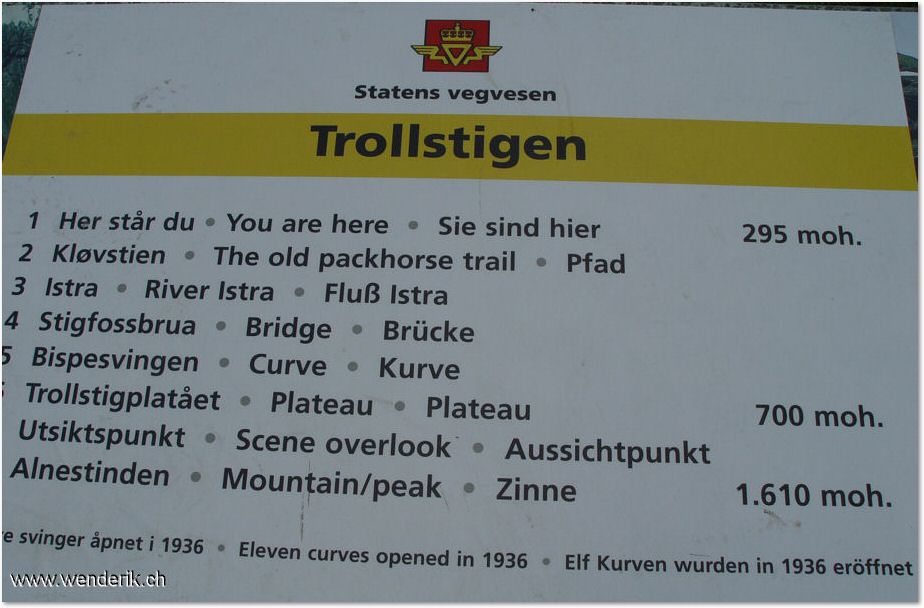 Statens vegvesen
Trollstigen
1 Her står du • You are here • Sie sind hier 295 moh.
2 Kløvstien • The old packhorse trail • Pfad
3 Istra • River Istra • Fluß Istra
4 Stigfossbrua • Bridge • Brücke
5 Bispesvingen • Curve • Kurve
Trollstigplatået • Plateau • Plateau 700 moh.
Utsiktspunkt • Scene overlook • Aussichtpunkt
Alnestinden • Mountain/peak • Zinne 1.610 moh.
svinger åpnet i 1936 • Eleven curves opened in 1936 • Elf Kurven wurden in 1936 eröffnet
www.wenderik.ch